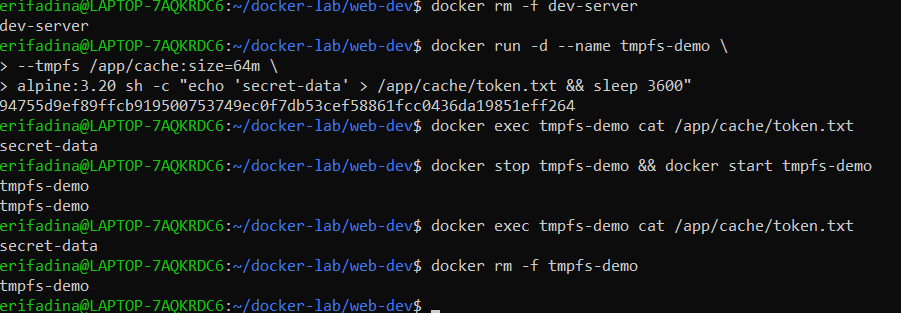 erifadina@LAPTOP-7AQKRDC6:~/docker-lab/web-dev$ docker rm -f dev-server
dev-server
erifadina@LAPTOP-7AQKRDC6:~/docker-lab/web-dev$ docker run -d --name tmpfs-demo \
> --tmpfs /app/cache:size=64m \
> alpine:3.20 sh -c "echo 'secret-data' > /app/cache/token.txt && sleep 3600"
94755d9ef89ffcb919500753749ec0f7db53cef58861fcc0436da19851eff264
erifadina@LAPTOP-7AQKRDC6:~/docker-lab/web-dev$ docker exec tmpfs-demo cat /app/cache/token.txt
secret-data
erifadina@LAPTOP-7AQKRDC6:~/docker-lab/web-dev$ docker stop tmpfs-demo && docker start tmpfs-demo
tmpfs-demo
tmpfs-demo
erifadina@LAPTOP-7AQKRDC6:~/docker-lab/web-dev$ docker exec tmpfs-demo cat /app/cache/token.txt
secret-data
erifadina@LAPTOP-7AQKRDC6:~/docker-lab/web-dev$ docker rm -f tmpfs-demo
tmpfs-demo
erifadina@LAPTOP-7AQKRDC6:~/docker-lab/web-dev$